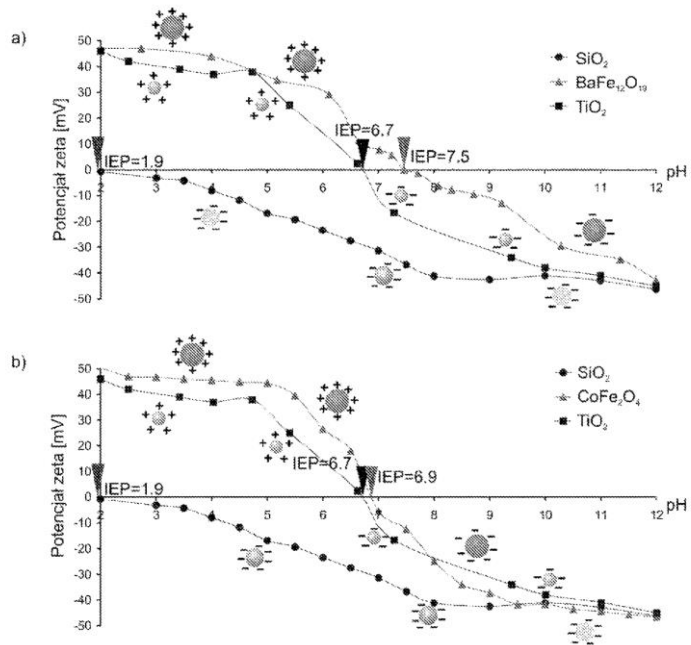 a)
Potencjał zeta [mV]
50
40
30
20
10
0
-10
-20
-30
-40
-50
IEP=1.9
IEP=6.7
IEP=7.5
SiO₂
BaFe₁₂O₁₉
TiO₂
pH
2 3 4 5 6 7 8 9 10 11 12
b)
Potencjał zeta [mV]
50
40
30
20
10
0
-10
-20
-30
-40
-50
IEP=1.9
IEP=6.7
IEP=6.9
SiO₂
CoFe₂O₄
TiO₂
pH
2 3 4 5 6 7 8 9 10 11 12